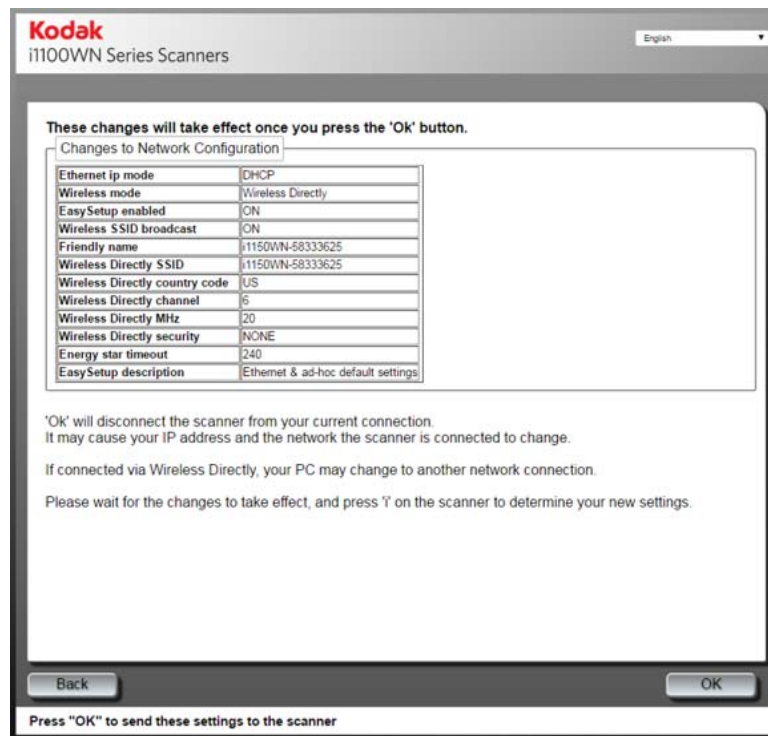 Kodak
i1100WN Series Scanners
English
These changes will take effect once you press the 'Ok' button.
Changes to Network Configuration
Ethernet ip mode DHCP
Wireless mode Wireless Directly
EasySetup enabled ON
Wireless SSID broadcast ON
Friendly name i1150WN-58333625
Wireless Directly SSID i1150WN-58333625
Wireless Directly country code US
Wireless Directly channel 6
Wireless Directly MHz 20
Wireless Directly security NONE
Energy star timeout 240
EasySetup description Ethernet & ad-hoc default settings
'Ok' will disconnect the scanner from your current connection.
It may cause your IP address and the network the scanner is connected to change.
If connected via Wireless Directly, your PC may change to another network connection.
Please wait for the changes to take effect, and press 'i' on the scanner to determine your new settings.
Back
OK
Press "OK" to send these settings to the scanner